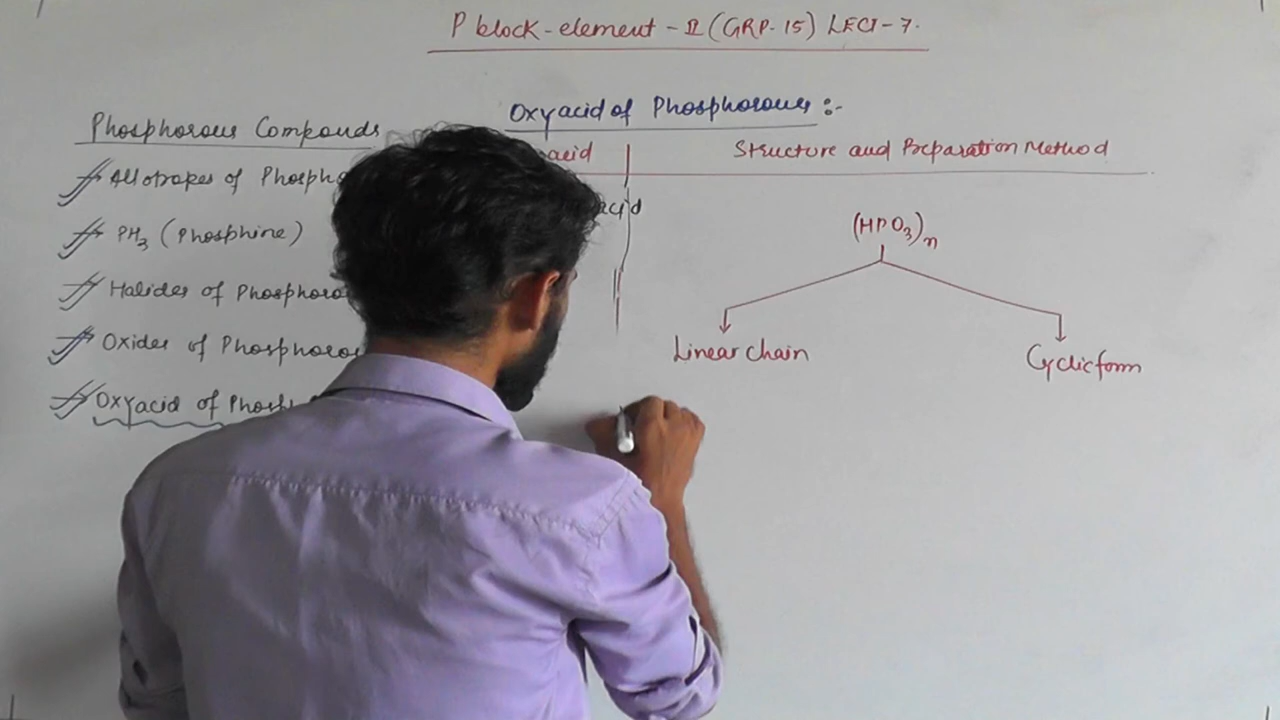 P block-element-II (GRP-15) LECT-7.
Oxyacid of Phosphorous :-
Phosphorous Compouds
Structure and Preparation Method
Allotropes of
PH3 (Phosphine)
Halides of
Oxides of
Oxyacid of
(HPO3)n
Linear chain
Cyclic form